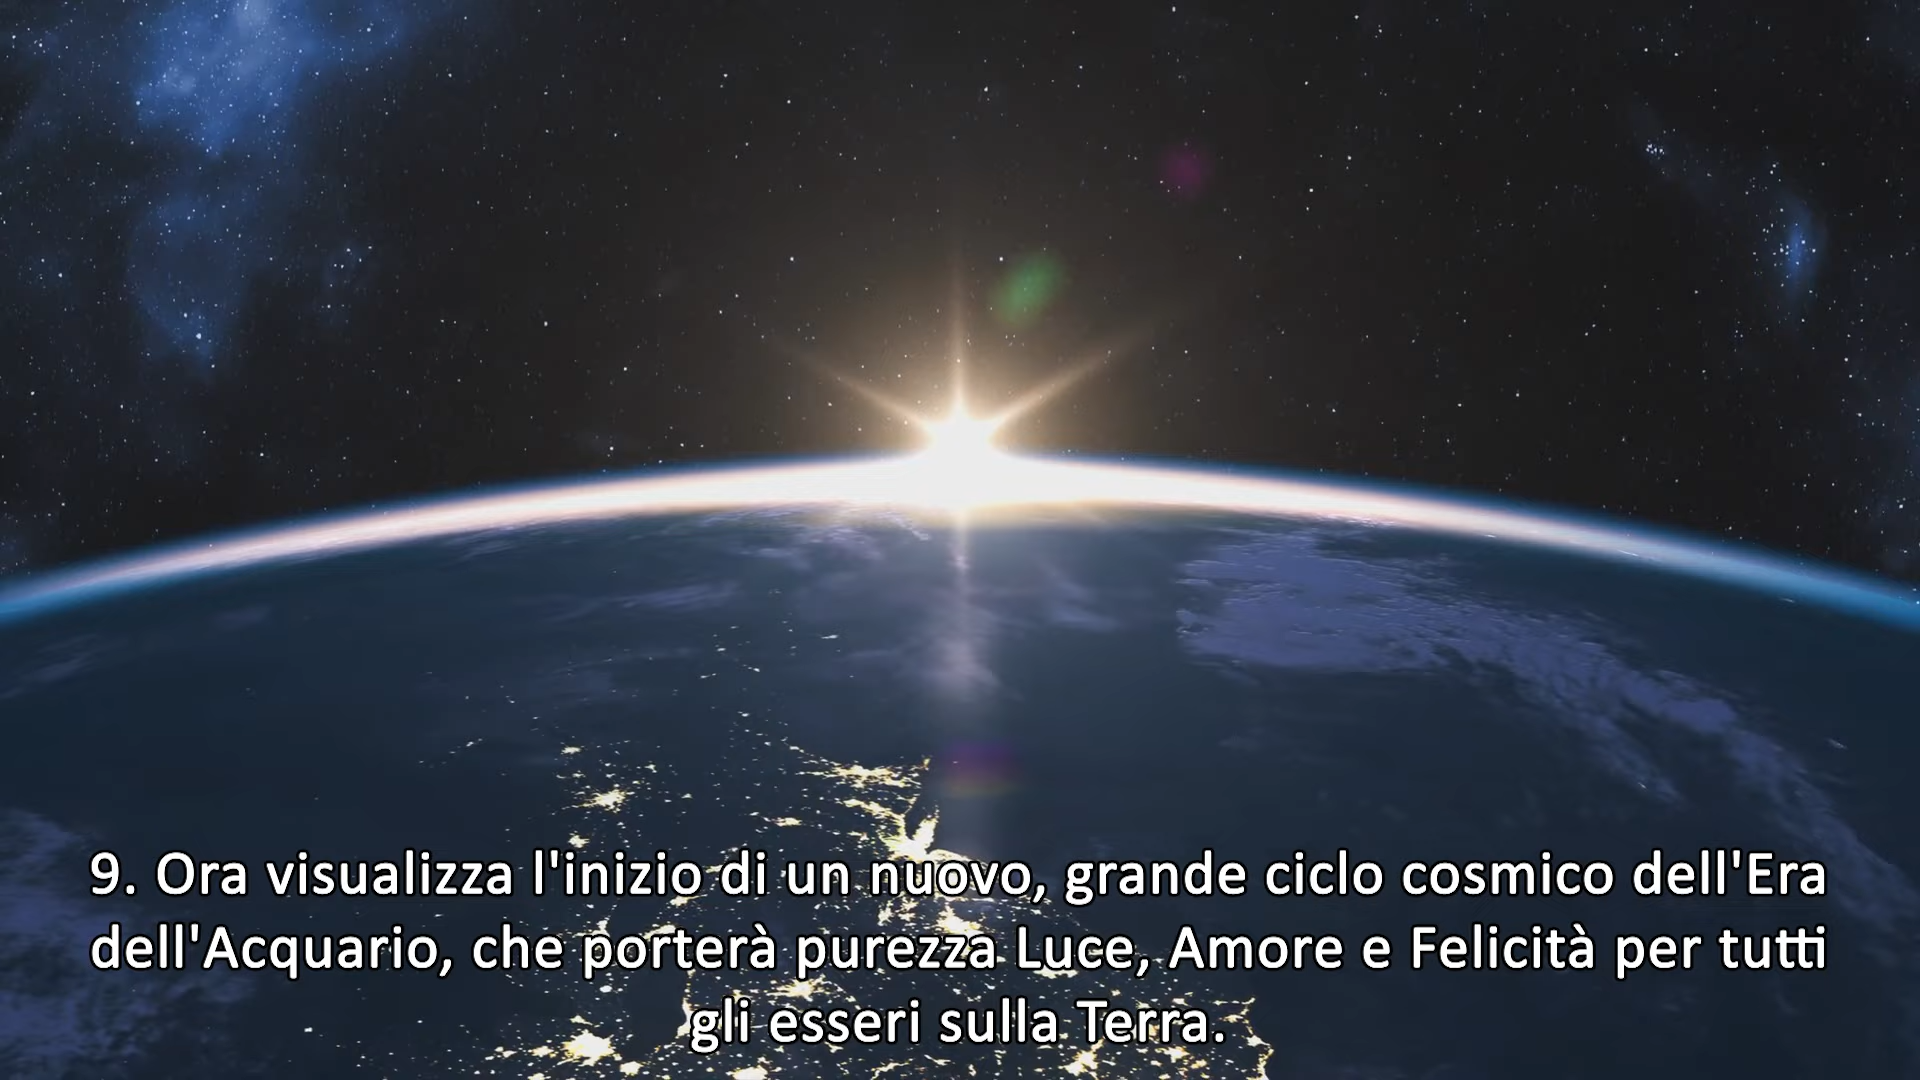 9. Ora visualizza l'inizio di un nuovo, grande ciclo cosmico dell'Era
dell'Acquario, che porterà purezza Luce, Amore e Felicità per tutti
gli esseri sulla Terra.